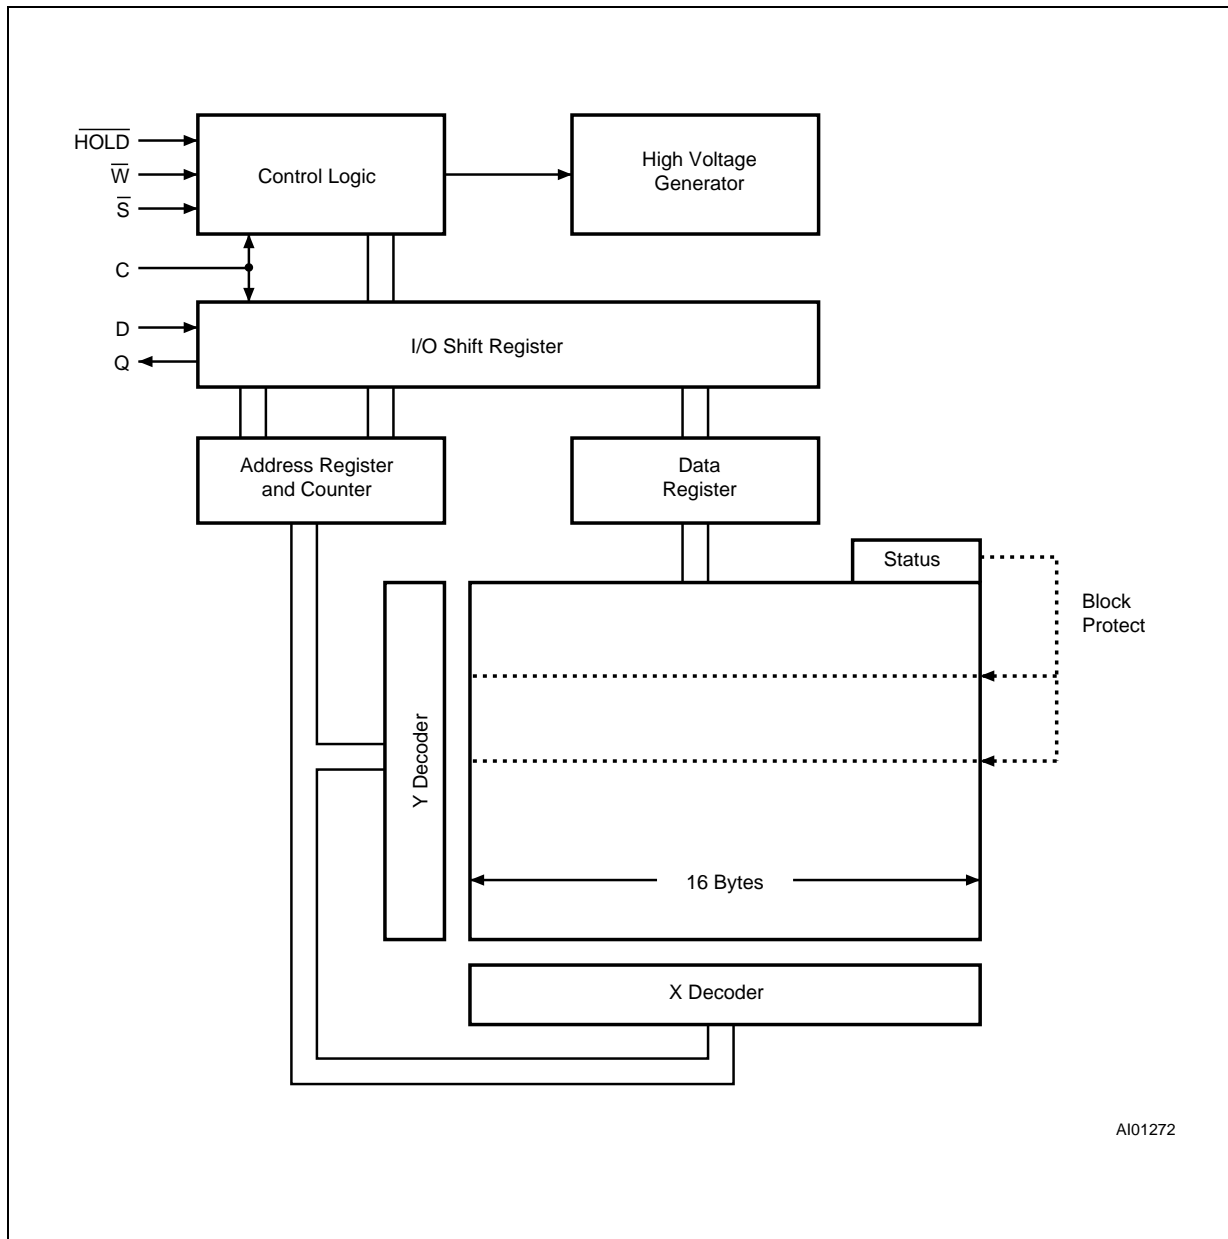 HOLD
W
S
C
D
Q
Control Logic
High Voltage
Generator
I/O Shift Register
Address Register
and Counter
Data
Register
Status
Block
Protect
Y Decoder
16 Bytes
X Decoder
AI01272